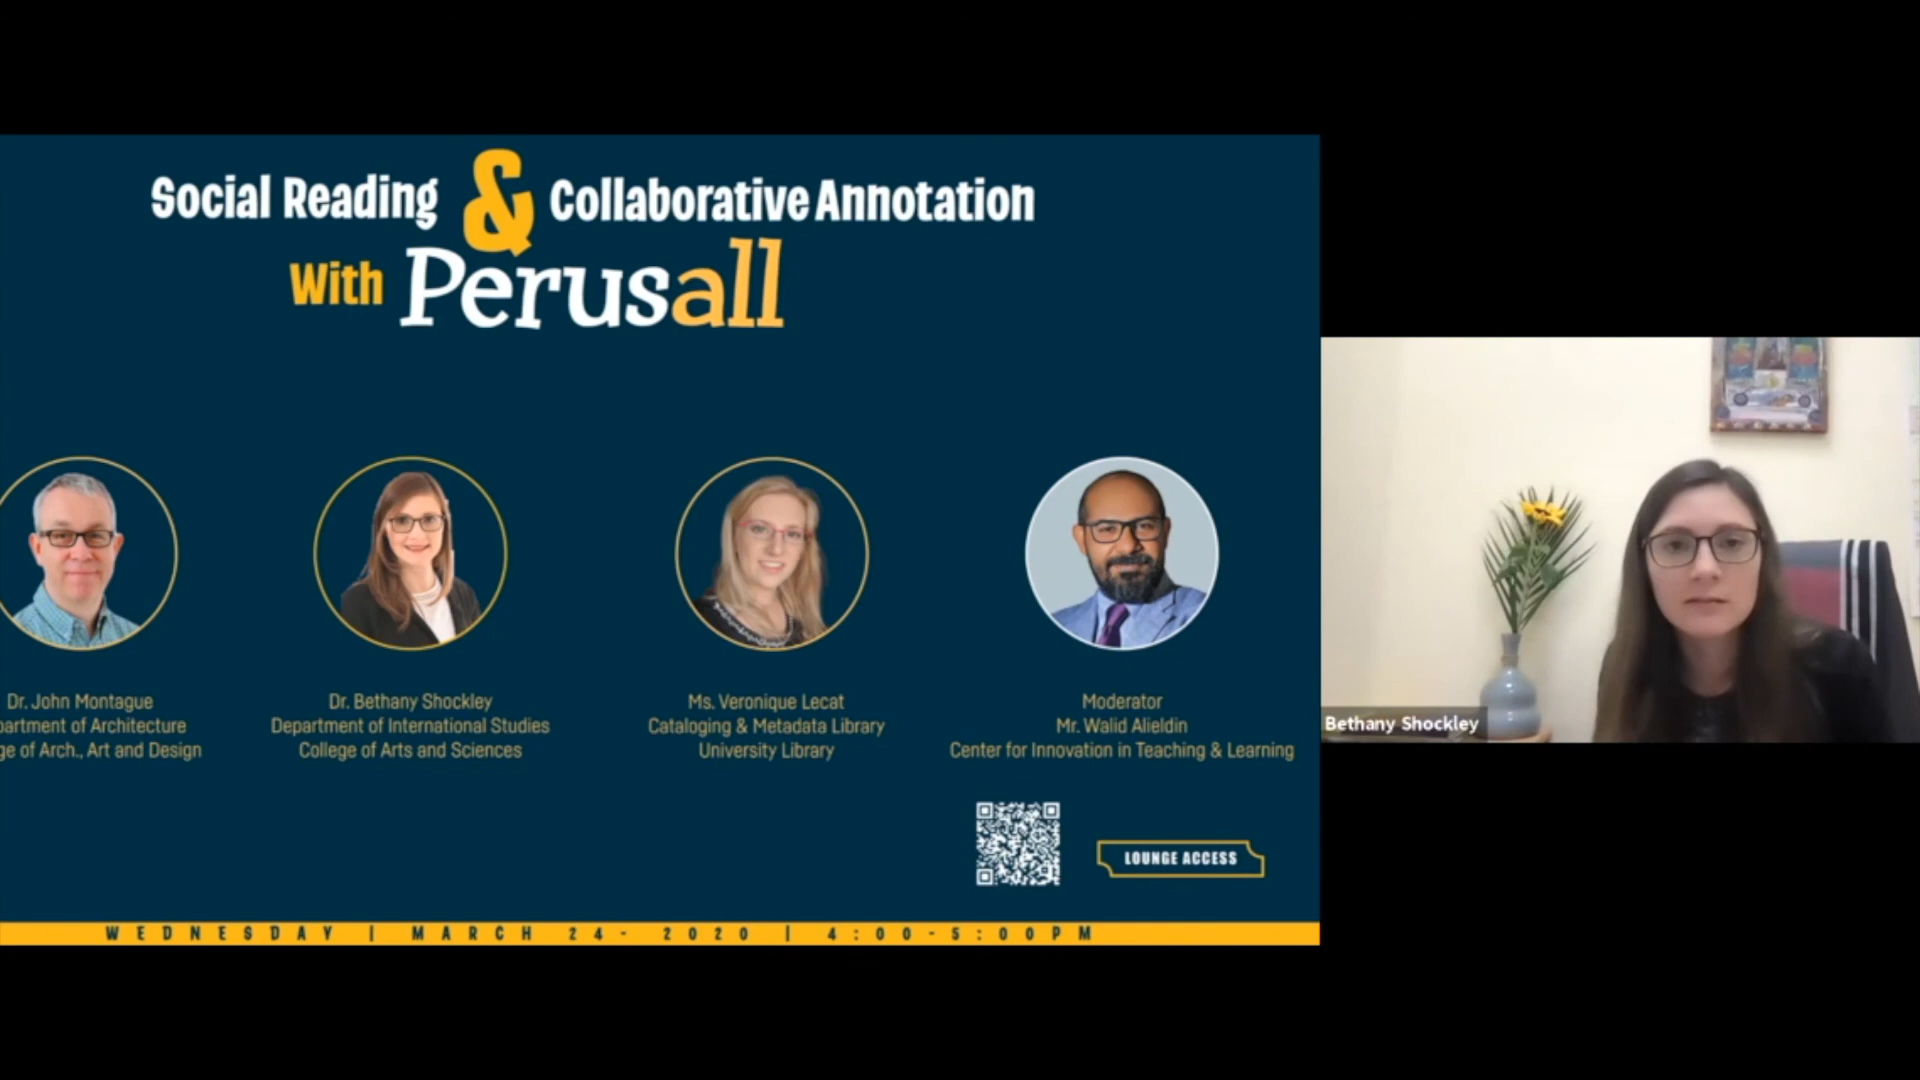 Social Reading & Collaborative Annotation
With Perusall
Dr. John Montague
partment of Architecture
ge of Arch., Art and Design
Dr. Bethany Shockley
Department of International Studies
College of Arts and Sciences
Ms. Veronique Lecat
Cataloging & Metadata Library
University Library
Moderator
Mr. Walid Alieldin
Center for Innovation in Teaching & Learning
Bethany Shockley
LOUNGE ACCESS
WEDNESDAY | MARCH 24- 2020 | 4:00-5:00PM